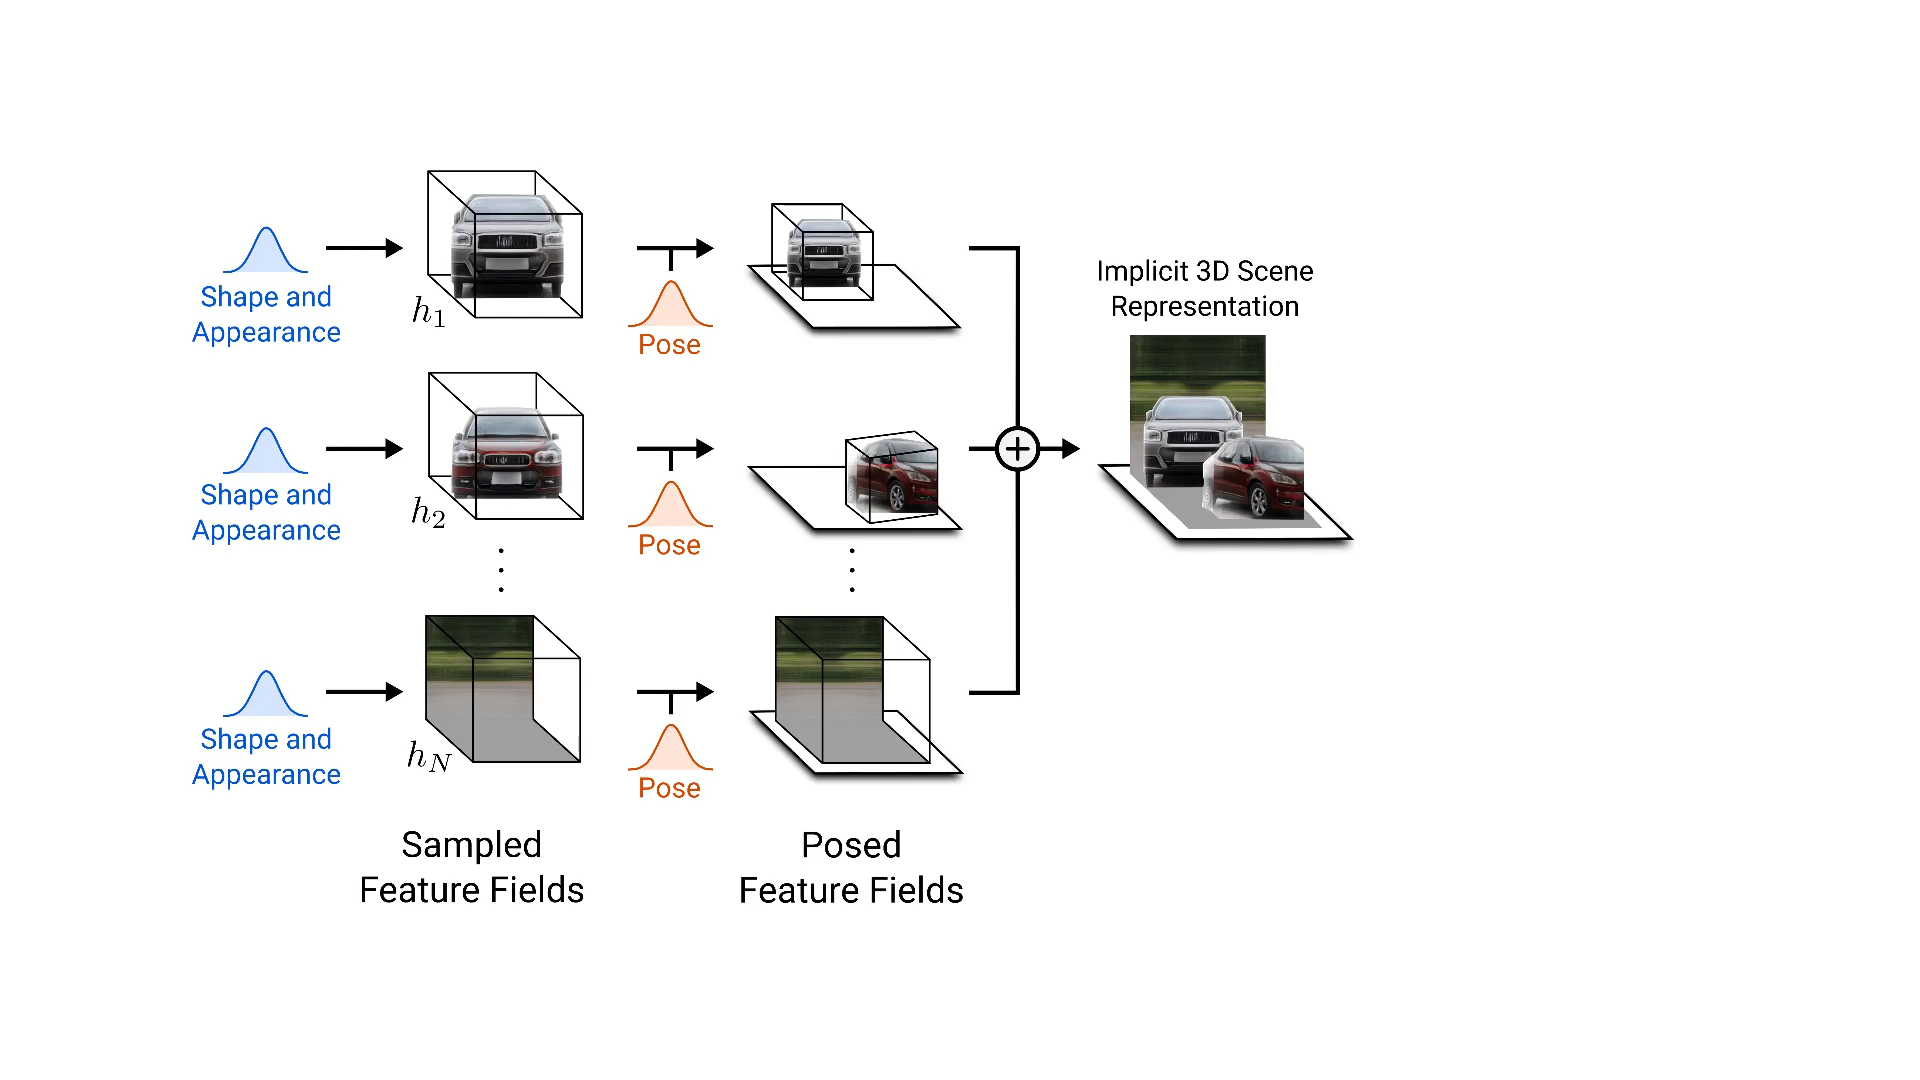 Shape and
Appearance
h1
Pose
Implicit 3D Scene
Representation
Shape and
Appearance
h2
Pose
Shape and
Appearance
hN
Pose
Sampled
Feature Fields
Posed
Feature Fields